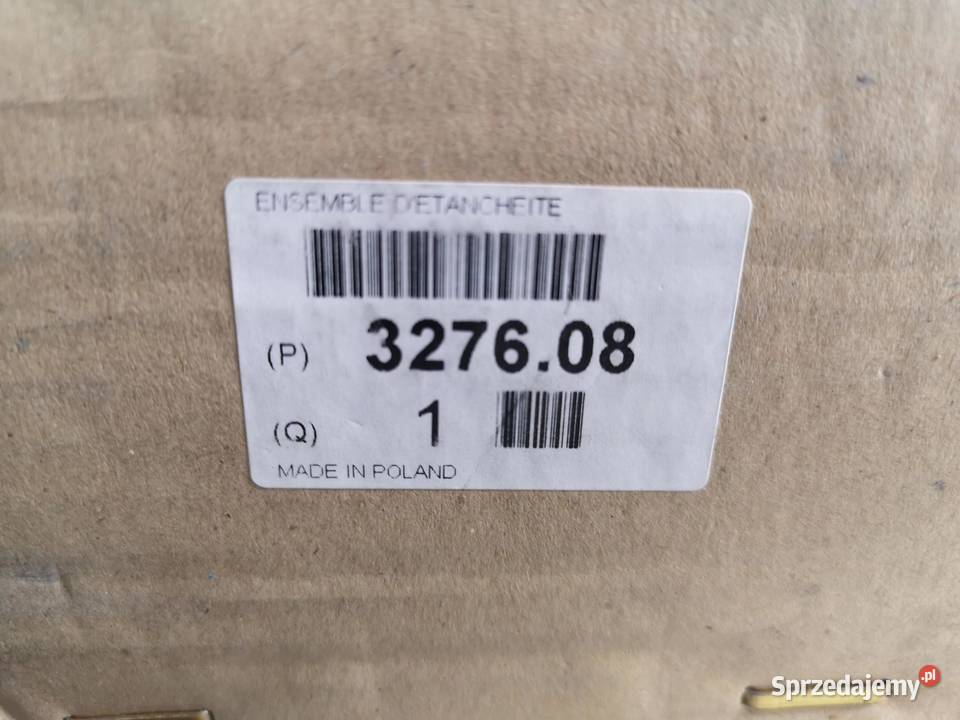 ENSEMBLE D'ETANCHEITE
(P) 3276.08
(Q) 1
MADE IN POLAND
Sprzedajemy.pl